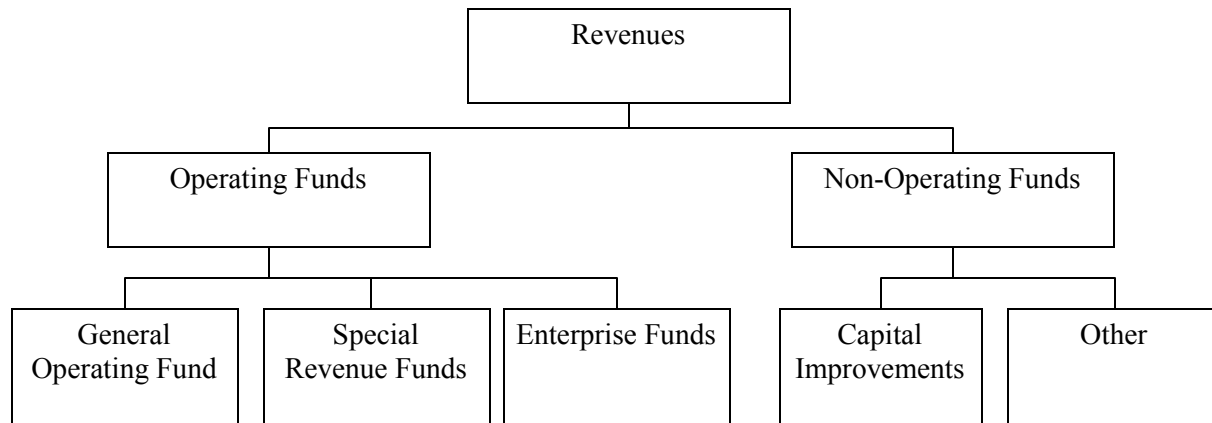 Revenues
Operating Funds
Non-Operating Funds
General
Operating Fund
Special
Revenue Funds
Enterprise Funds
Capital
Improvements
Other